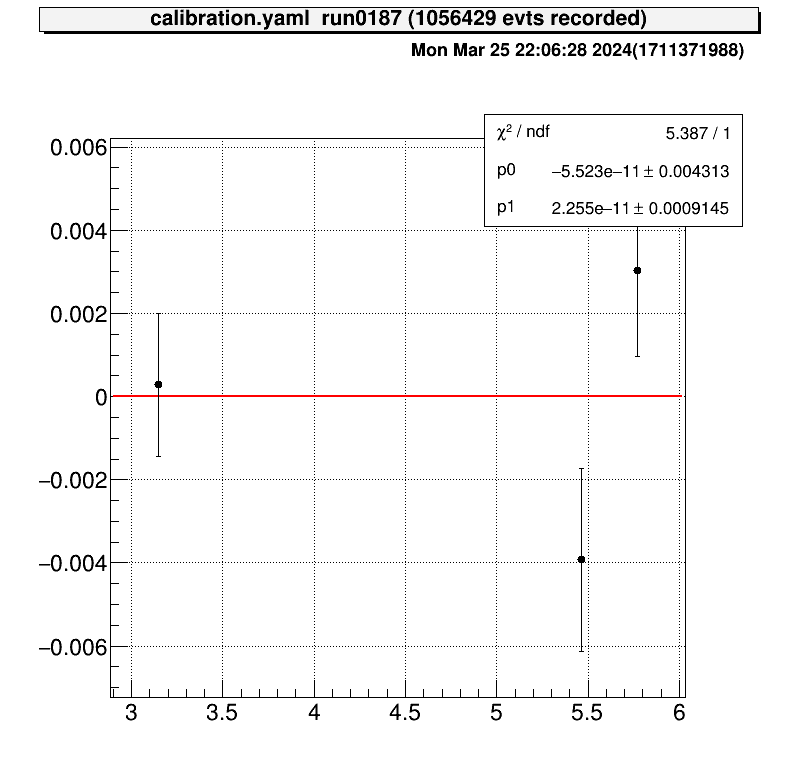 calibration.yaml run0187 (1056429 evts recorded)
Mon Mar 25 22:06:28 2024(1711371988)
χ² / ndf 5.387 / 1
p0 −5.523e−11 ± 0.004313
p1 2.255e−11 ± 0.0009145
0.006
0.004
0.002
0
−0.002
−0.004
−0.006
3 3.5 4 4.5 5 5.5 6